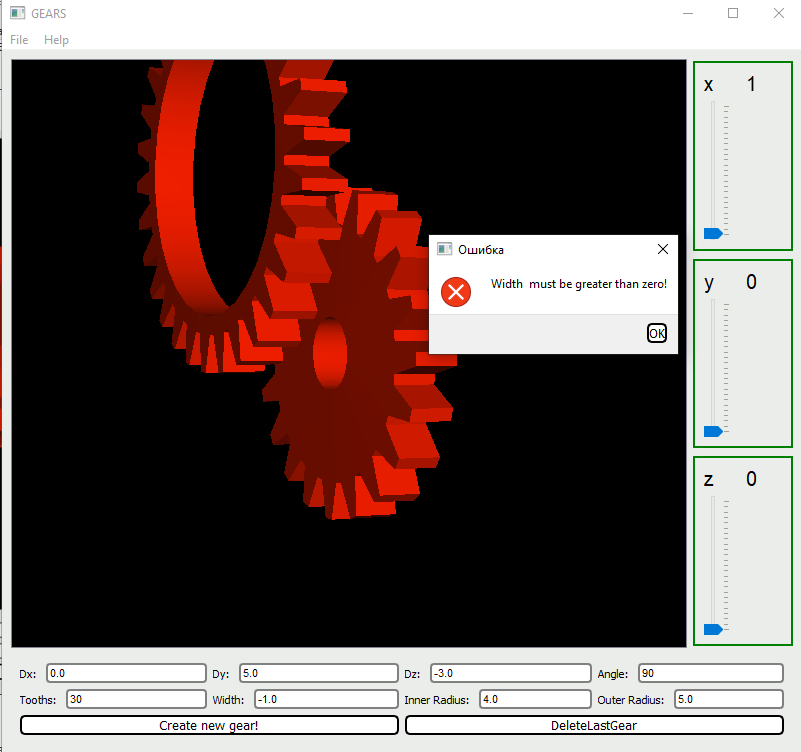 GEARS
File Help
x 1
Ошибка
Width  must be greater than zero!
OK
y 0
z 0
Dx: 0.0 Dy: 5.0 Dz: -3.0 Angle: 90
Tooths: 30 Width: -1.0 Inner Radius: 4.0 Outer Radius: 5.0
Create new gear! DeleteLastGear